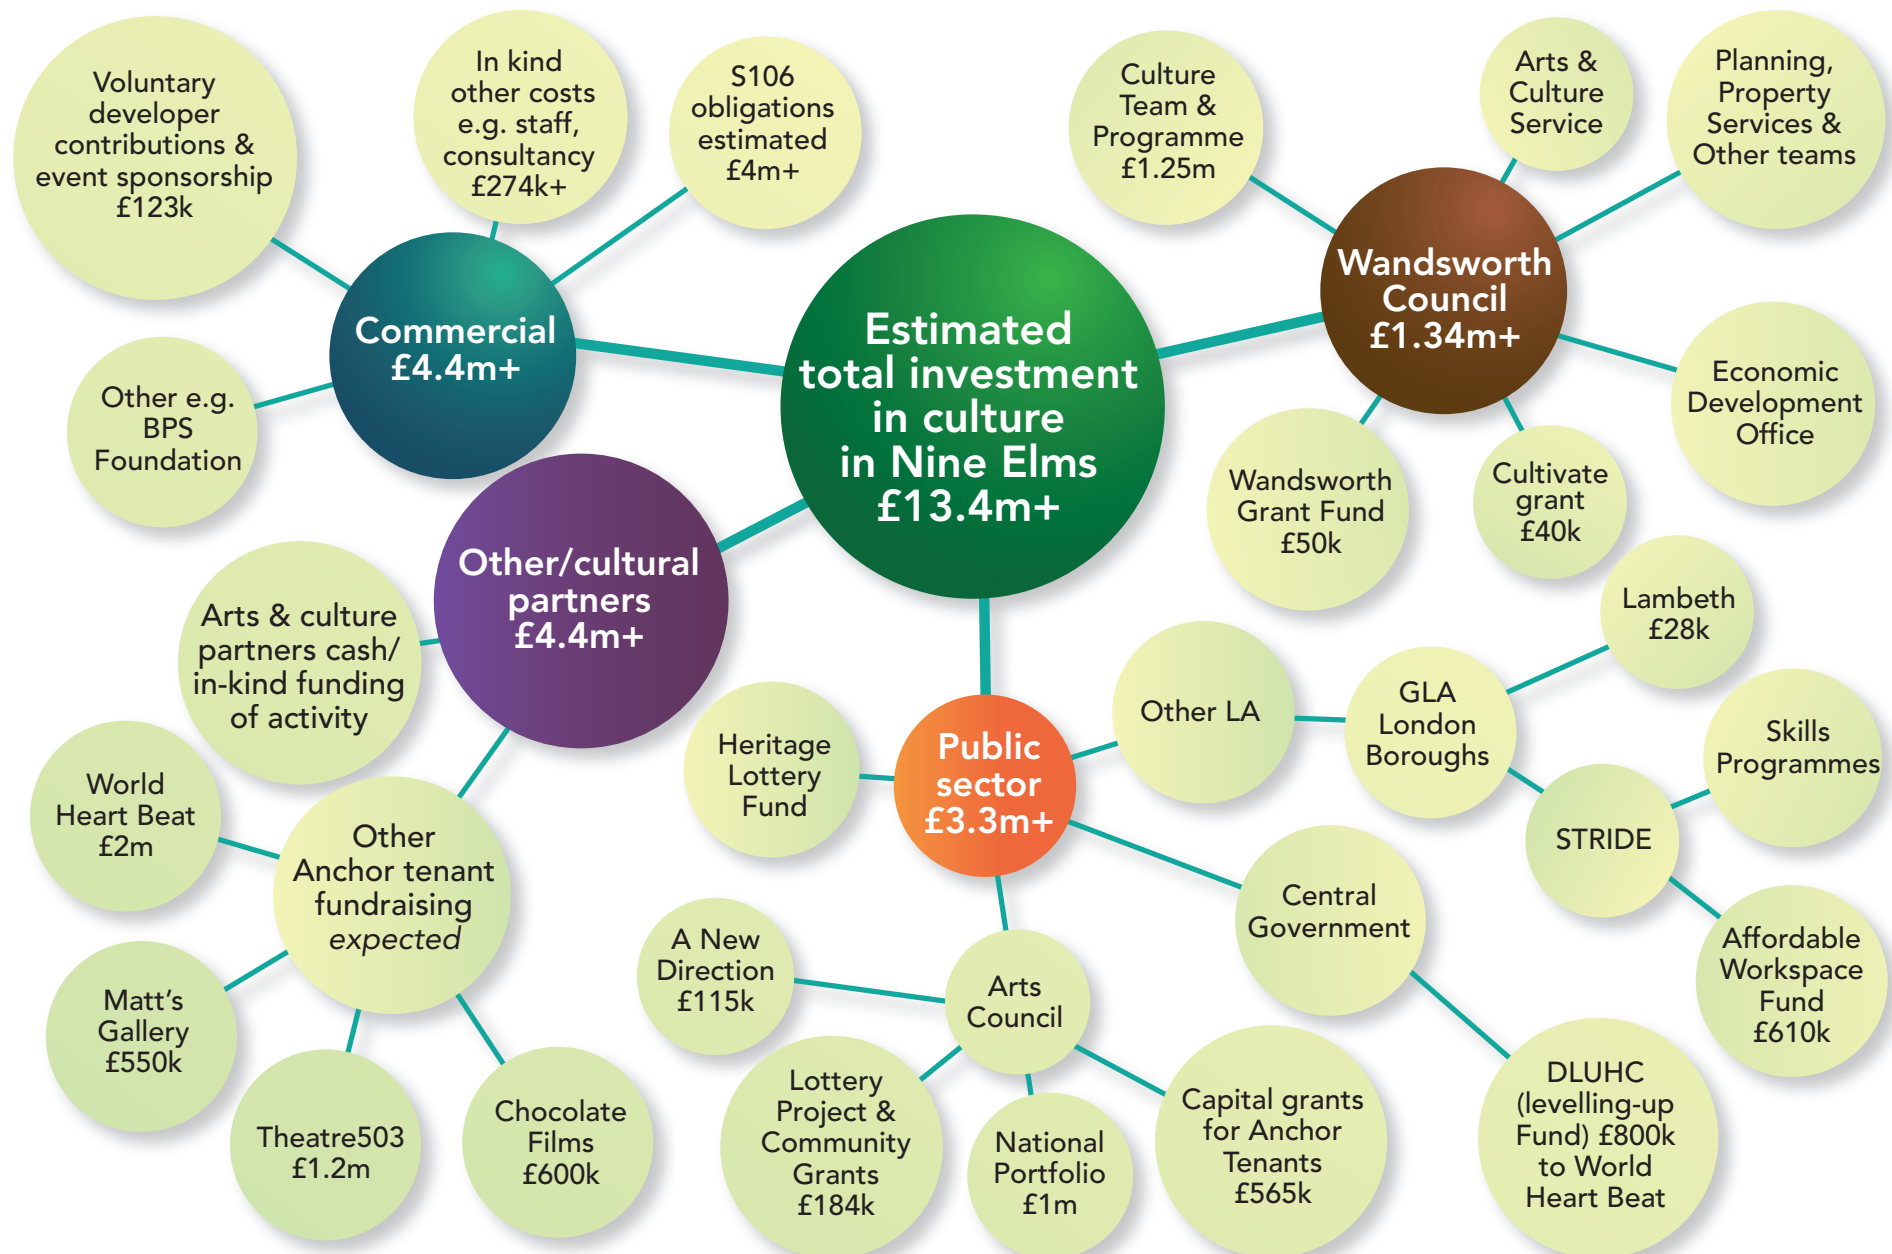 Voluntary
developer
contributions &
event sponsorship
£123k
In kind
other costs
e.g. staff,
consultancy
£274k+
S106
obligations
estimated
£4m+
Commercial
£4.4m+
Other e.g.
BPS
Foundation
Estimated
total investment
in culture
in Nine Elms
£13.4m+
Culture
Team &
Programme
£1.25m
Arts &
Culture
Service
Planning,
Property
Services &
Other teams
Wandsworth
Council
£1.34m+
Economic
Development
Office
Wandsworth
Grant Fund
£50k
Cultivate
grant
£40k
Other/cultural
partners
£4.4m+
Arts & culture
partners cash/
in-kind funding
of activity
World
Heart Beat
£2m
Other
Anchor tenant
fundraising
expected
Matt’s
Gallery
£550k
Theatre503
£1.2m
Chocolate
Films
£600k
Public
sector
£3.3m+
Heritage
Lottery
Fund
Other LA
GLA
London
Boroughs
Lambeth
£28k
STRIDE
Skills
Programmes
Affordable
Workspace
Fund
£610k
Central
Government
DLUHC
(levelling-up
Fund) £800k
to World
Heart Beat
Arts
Council
A New
Direction
£115k
Lottery
Project &
Community
Grants
£184k
National
Portfolio
£1m
Capital grants
for Anchor
Tenants
£565k